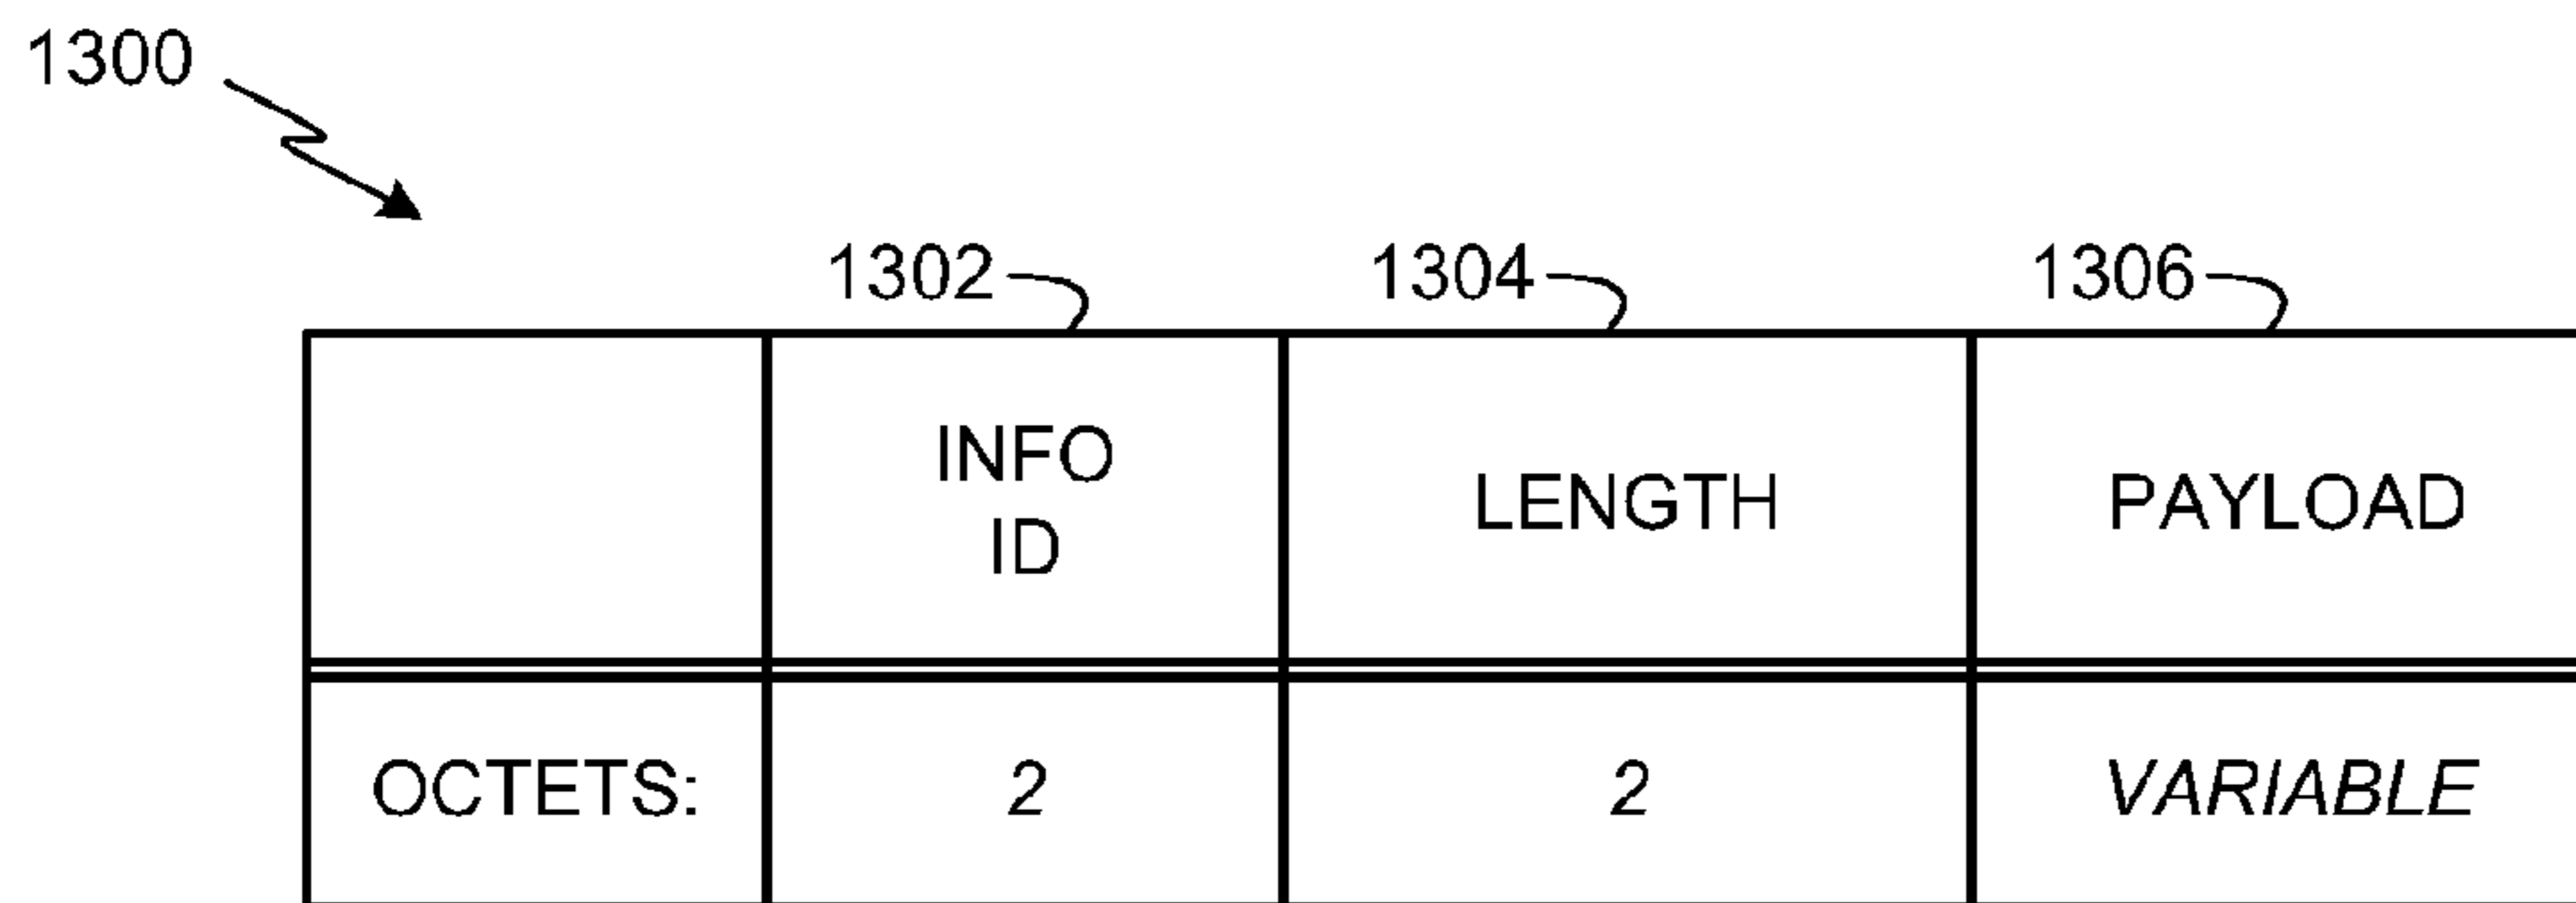 1300
1302
1304
1306
INFO
ID
LENGTH
PAYLOAD
OCTETS:
2
2
VARIABLE